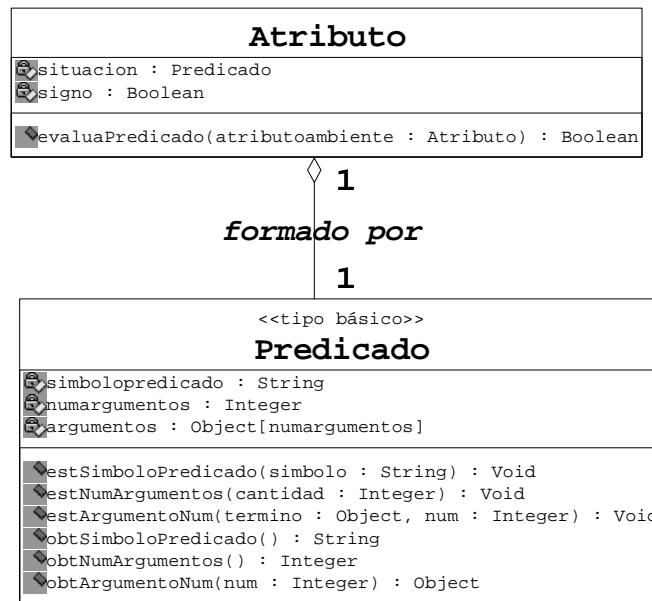 Atributo
situacion : Predicado
signo : Boolean
evaluaPredicado(atributoambiente : Atributo) : Boolean
1
formado por
1
<<tipo básico>>
Predicado
simbolopredicado : String
numargumentos : Integer
argumentos : Object[numargumentos]
estSimboloPredicado(simbolo : String) : Void
estNumArgumentos(cantidad : Integer) : Void
estArgumentoNum(termino : Object, num : Integer) : Void
obtSimboloPredicado() : String
obtNumArgumentos() : Integer
obtArgumentoNum(num : Integer) : Object